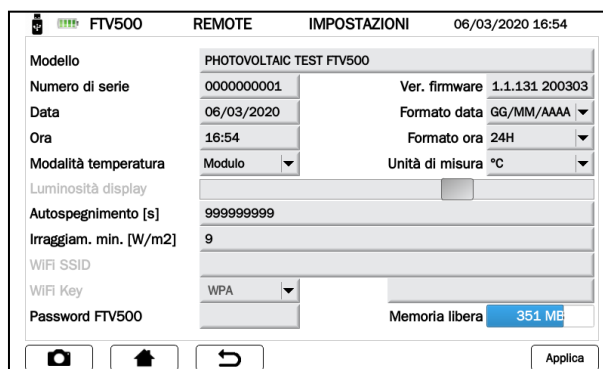 FTV500 REMOTE IMPOSTAZIONI 06/03/2020 16:54
Modello PHOTOVOLTAIC TEST FTV500
Numero di serie 0000000001 Ver. firmware 1.1.131 200303
Data 06/03/2020 Formato data GG/MM/AAAA
Ora 16:54 Formato ora 24H
Modalità temperatura Modulo Unità di misura °C
Luminosità display
Autospegnimento [s] 999999999
Irraggiam. min. [W/m2] 9
WiFi SSID
WiFi Key WPA
Password FTV500 Memoria libera 351 MB
Applica